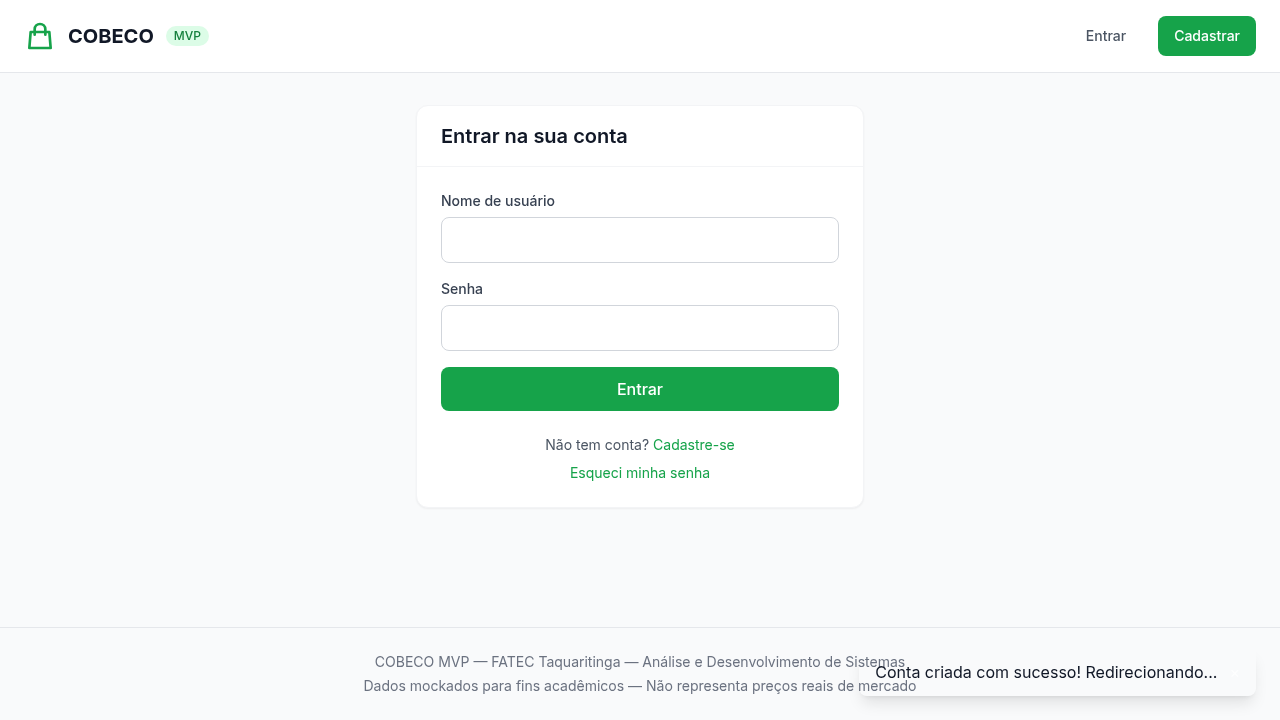 COBECO MVP
Entrar
Cadastrar
Entrar na sua conta
Nome de usuário
Senha
Entrar
Não tem conta? Cadastre-se
Esqueci minha senha
COBECO MVP — FATEC Taquaritinga — Análise e Desenvolvimento de Sistemas
Dados mockados para fins acadêmicos — Não representa preços reais de mercado
Conta criada com sucesso! Redirecionando...